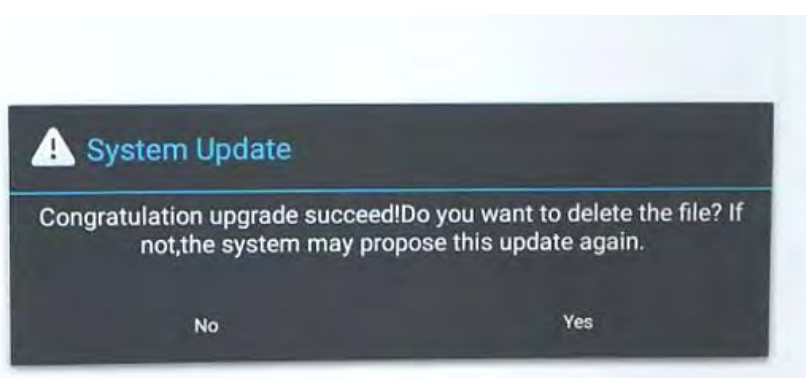 System Update
Congratulation upgrade succeed!Do you want to delete the file? If
not,the system may propose this update again.
No
Yes